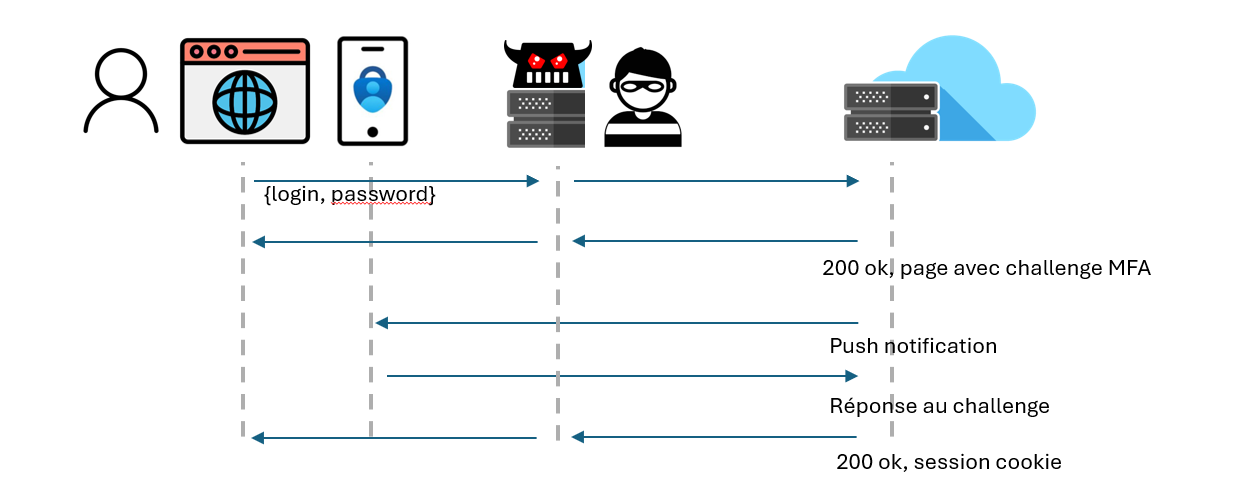 {login, password}
200 ok, page avec challenge MFA
Push notification
Réponse au challenge
200 ok, session cookie